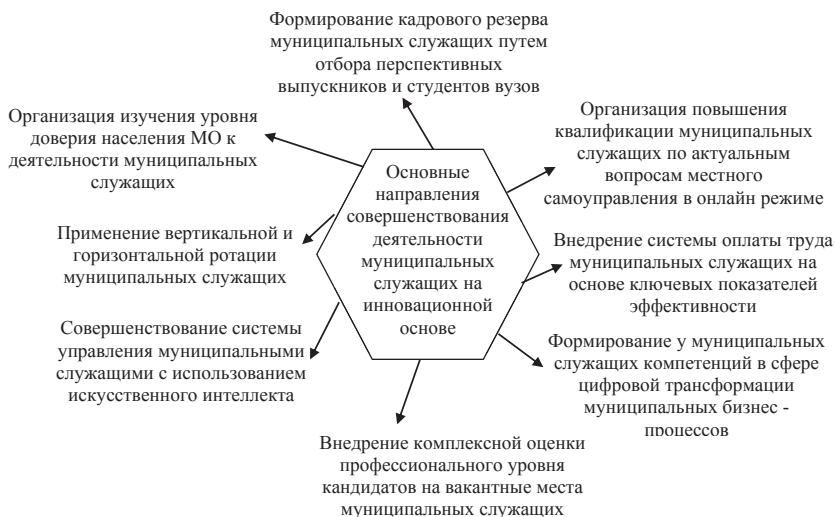 Формирование кадрового резерва
муниципальных служащих путем
отбора перспективных
выпускников и студентов вузов
Организация изучения уровня
доверия населения МО к
деятельности муниципальных
служащих
Организация повышения
квалификации муниципальных
служащих по актуальным
вопросам местного
самоуправления в онлайн режиме
Основные
направления
совершенствования
деятельности
муниципальных
служащих на
инновационной
основе
Применение вертикальной и
горизонтальной ротации
муниципальных служащих
Внедрение системы оплаты труда
муниципальных служащих на
основе ключевых показателей
эффективности
Совершенствование системы
управления муниципальными
служащими с использованием
искусственного интеллекта
Формирование у муниципальных
служащих компетенций в сфере
цифровой трансформации
муниципальных бизнес -
процессов
Внедрение комплексной оценки
профессионального уровня
кандидатов на вакантные места
муниципальных служащих